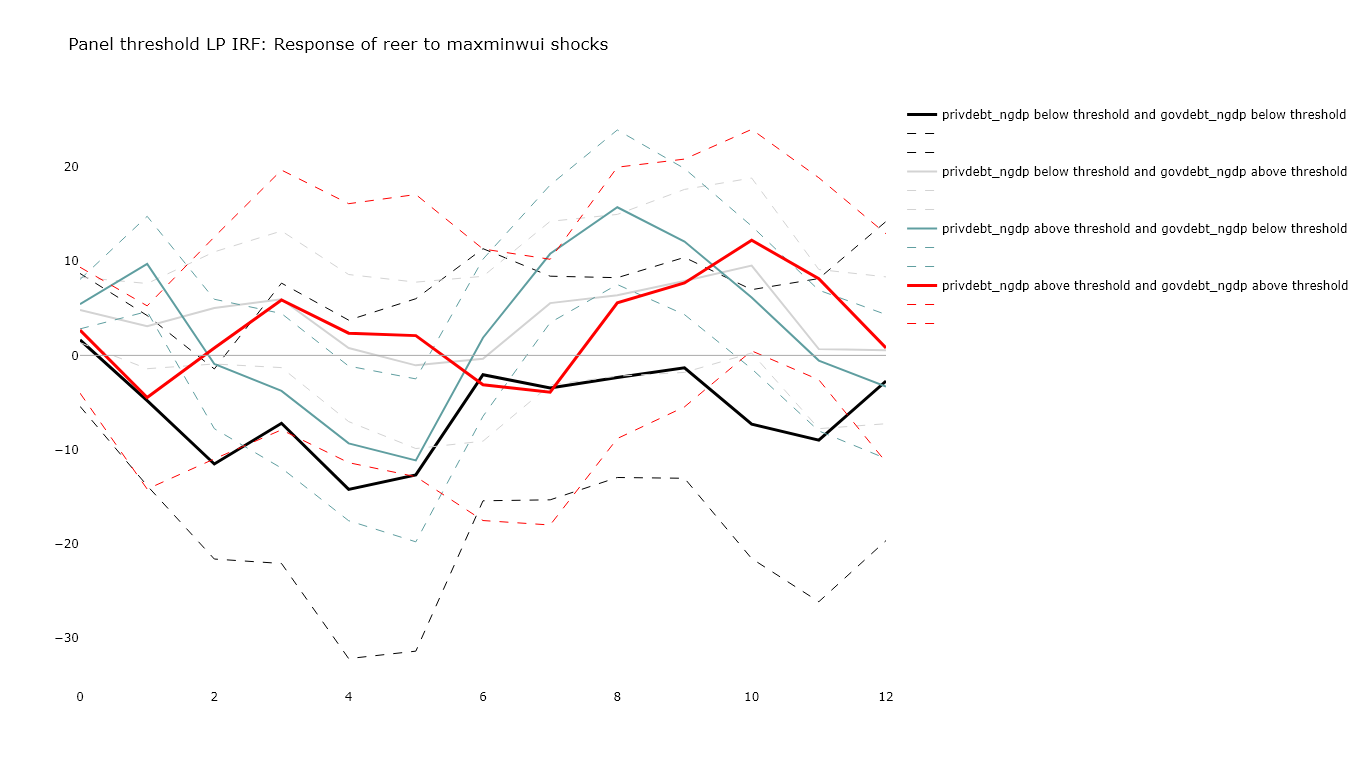 Panel threshold LP IRF: Response of reer to maxminwui shocks
privdebt_ngdp below threshold and govdebt_ngdp below threshold
privdebt_ngdp below threshold and govdebt_ngdp above threshold
privdebt_ngdp above threshold and govdebt_ngdp below threshold
privdebt_ngdp above threshold and govdebt_ngdp above threshold
20
10
0
−10
−20
−30
0 2 4 6 8 10 12